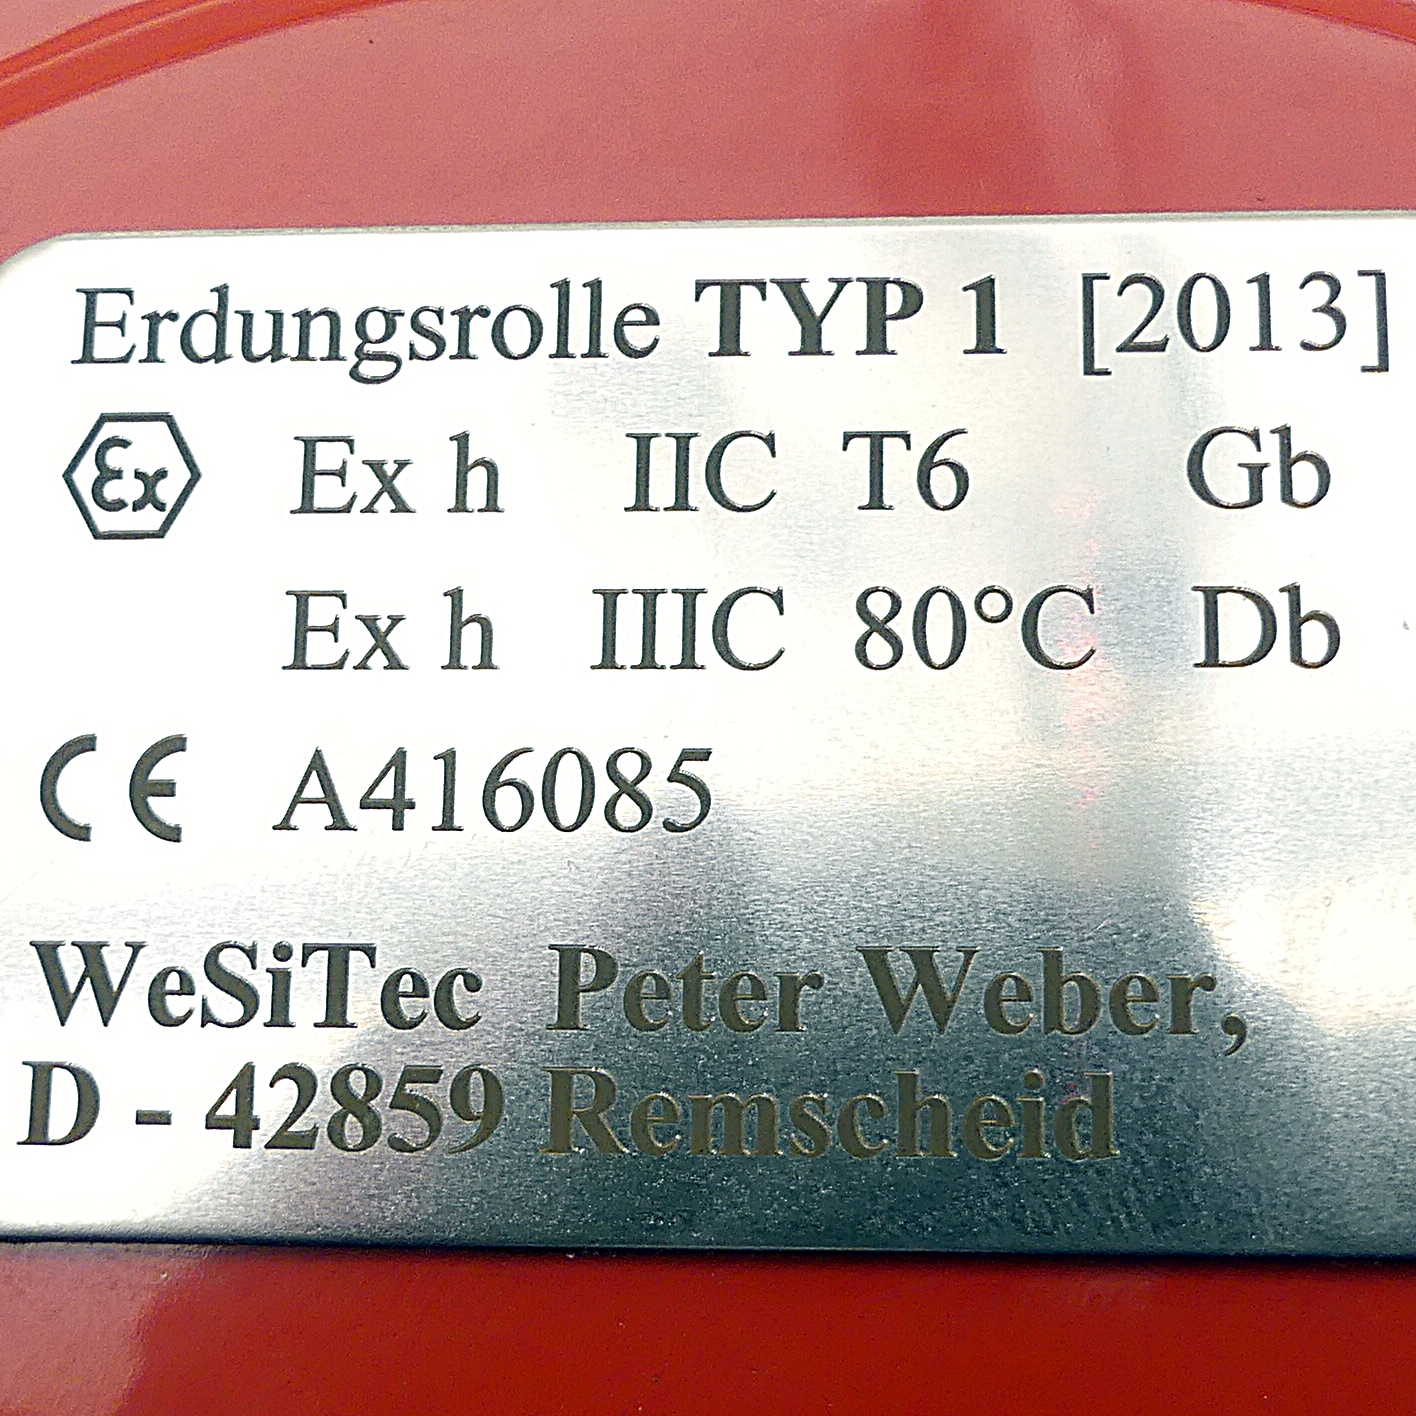 Erdungsrolle TYP 1 [2013]
Ex Ex h IIC T6 Gb
Ex h IIIC 80°C Db
CE A416085
WeSiTec Peter Weber,
D - 42859 Remscheid